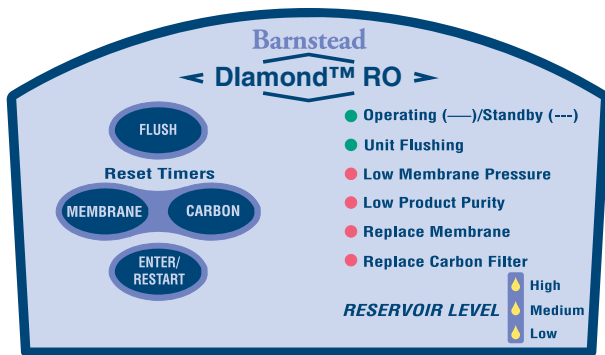 Barnstead
DIamond™ RO
FLUSH
Reset Timers
MEMBRANE
CARBON
ENTER/
RESTART
Operating (—–)/Standby (---)
Unit Flushing
Low Membrane Pressure
Low Product Purity
Replace Membrane
Replace Carbon Filter
RESERVOIR LEVEL
High
Medium
Low